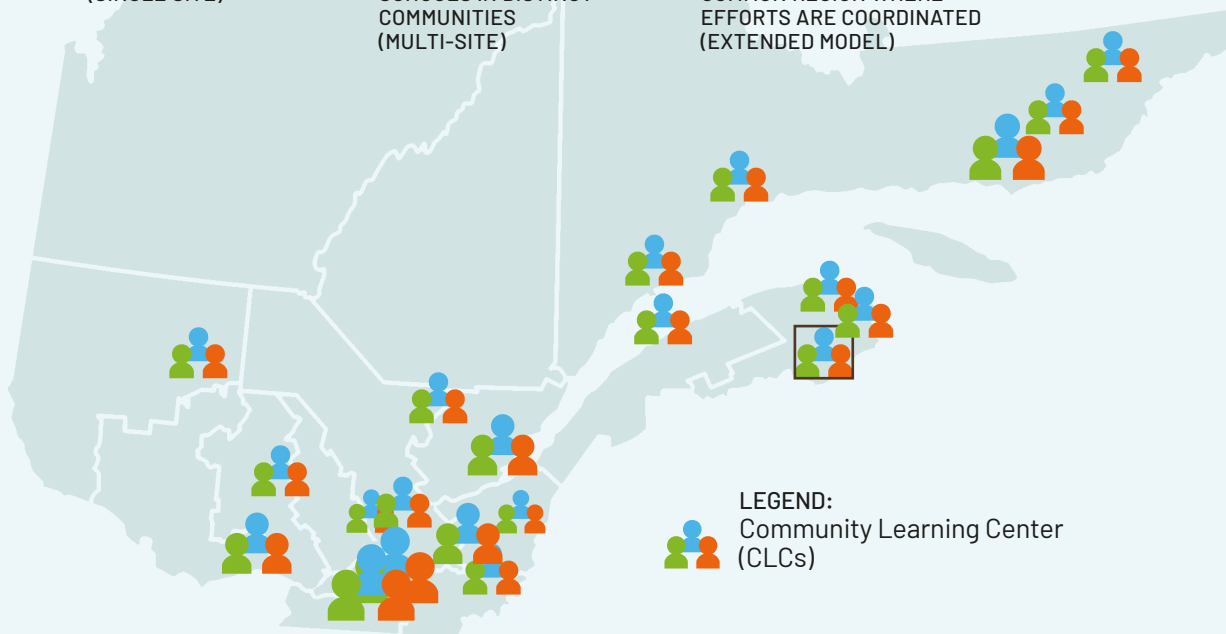 COMMUNITIES
(MULTI-SITE)
EFFORTS ARE COORDINATED
(EXTENDED MODEL)
LEGEND:
Community Learning Center
(CLCs)